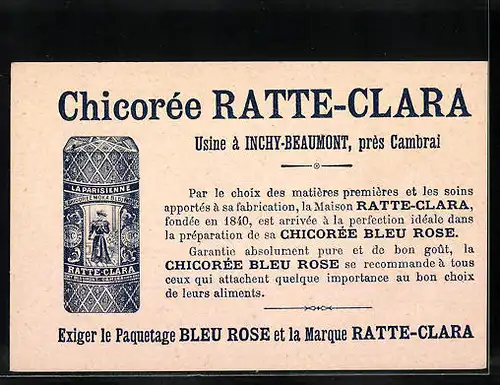 Chicorée RATTE-CLARA
Usine à INCHY-BEAUMONT, près Cambrai
LA PARISIENNE
RATTE-CLARA
Par le choix des matières premières et les soins
apportés à sa fabrication, la Maison RATTE-CLARA,
fondée en 1840, est arrivée à la perfection idéale dans
la préparation de sa CHICORÉE BLEU ROSE.
Garantie absolument pure et de bon goût, la
CHICORÉE BLEU ROSE se recommande à tous
ceux qui attachent quelque importance au bon choix
de leurs aliments.
Exiger le Paquetage BLEU ROSE et la Marque RATTE-CLARA